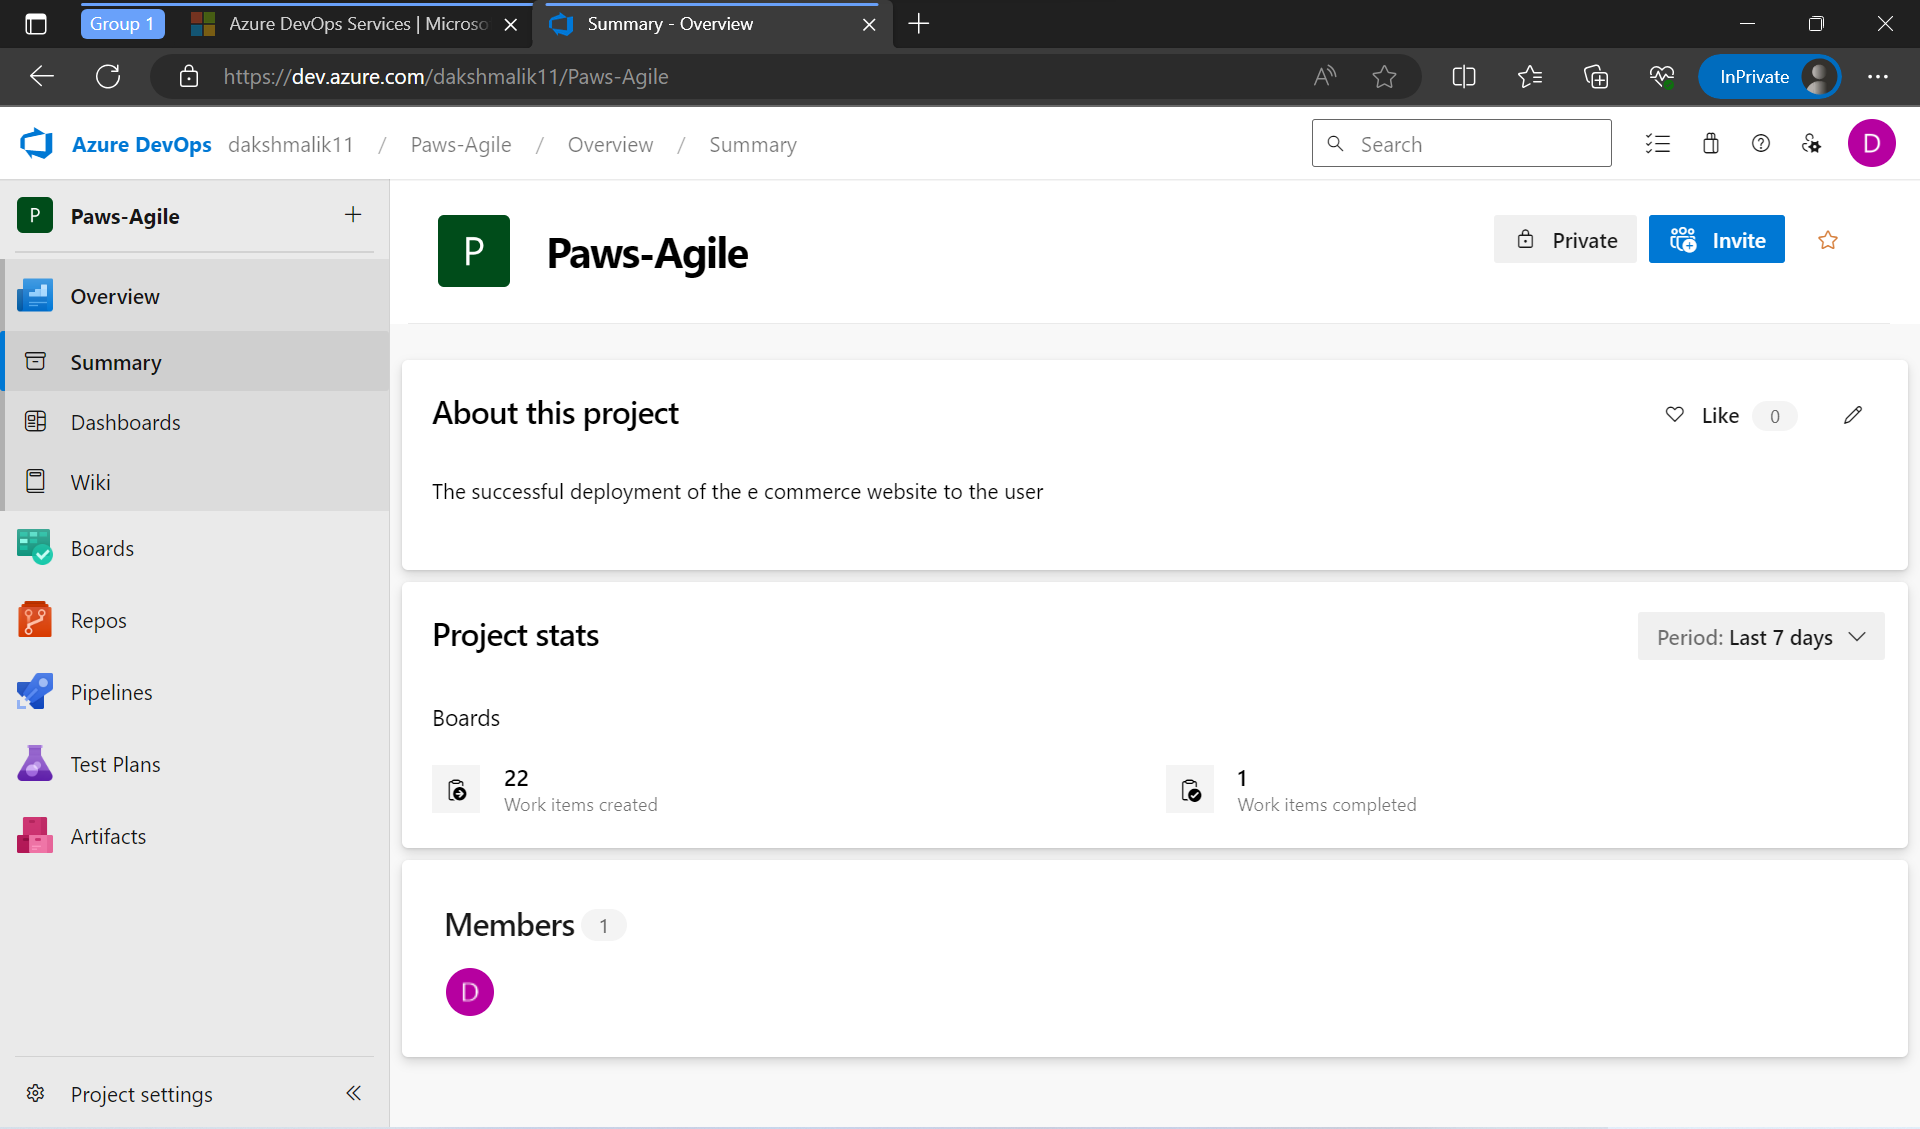 Group 1
Azure DevOps Services | Microso
Summary - Overview
https://dev.azure.com/dakshmalik11/Paws-Agile
InPrivate
Azure DevOps dakshmalik11 / Paws-Agile / Overview / Summary
Search
D
P Paws-Agile
Overview
Summary
Dashboards
Wiki
Boards
Repos
Pipelines
Test Plans
Artifacts
Project settings
P Paws-Agile
Private
Invite
About this project
Like 0
The successful deployment of the e commerce website to the user
Project stats
Period: Last 7 days
Boards
22
Work items created
1
Work items completed
Members 1
D